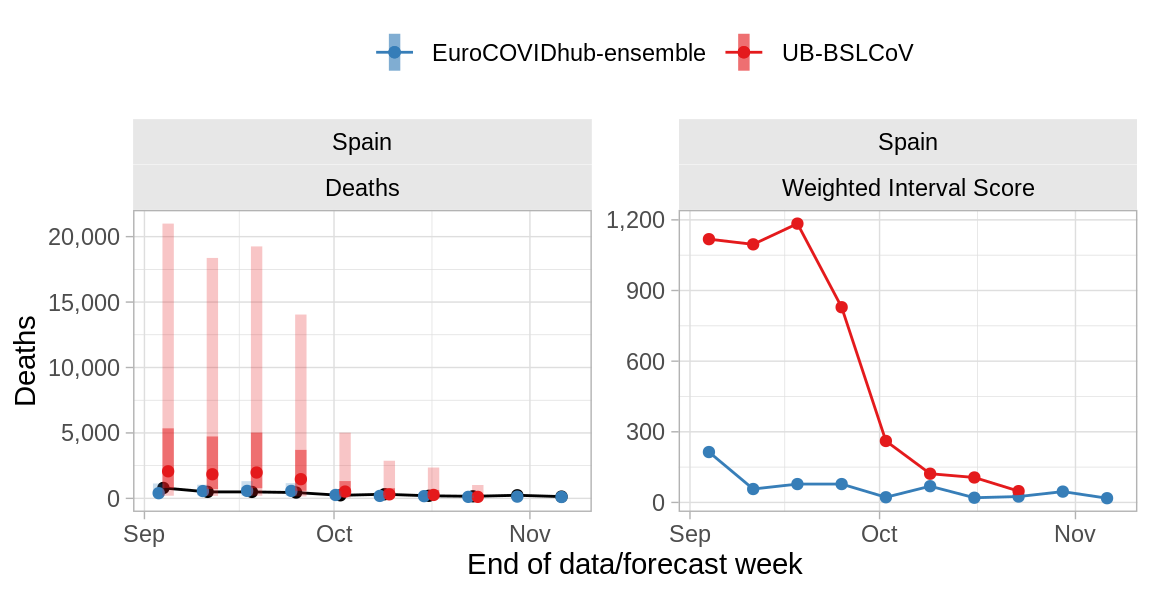 EuroCOVIDhub-ensemble UB-BSLCoV
Spain
Deaths
Spain
Weighted Interval Score
Deaths
20,000
15,000
10,000
5,000
0
Sep Oct Nov
1,200
900
600
300
0
Sep Oct Nov
End of data/forecast week